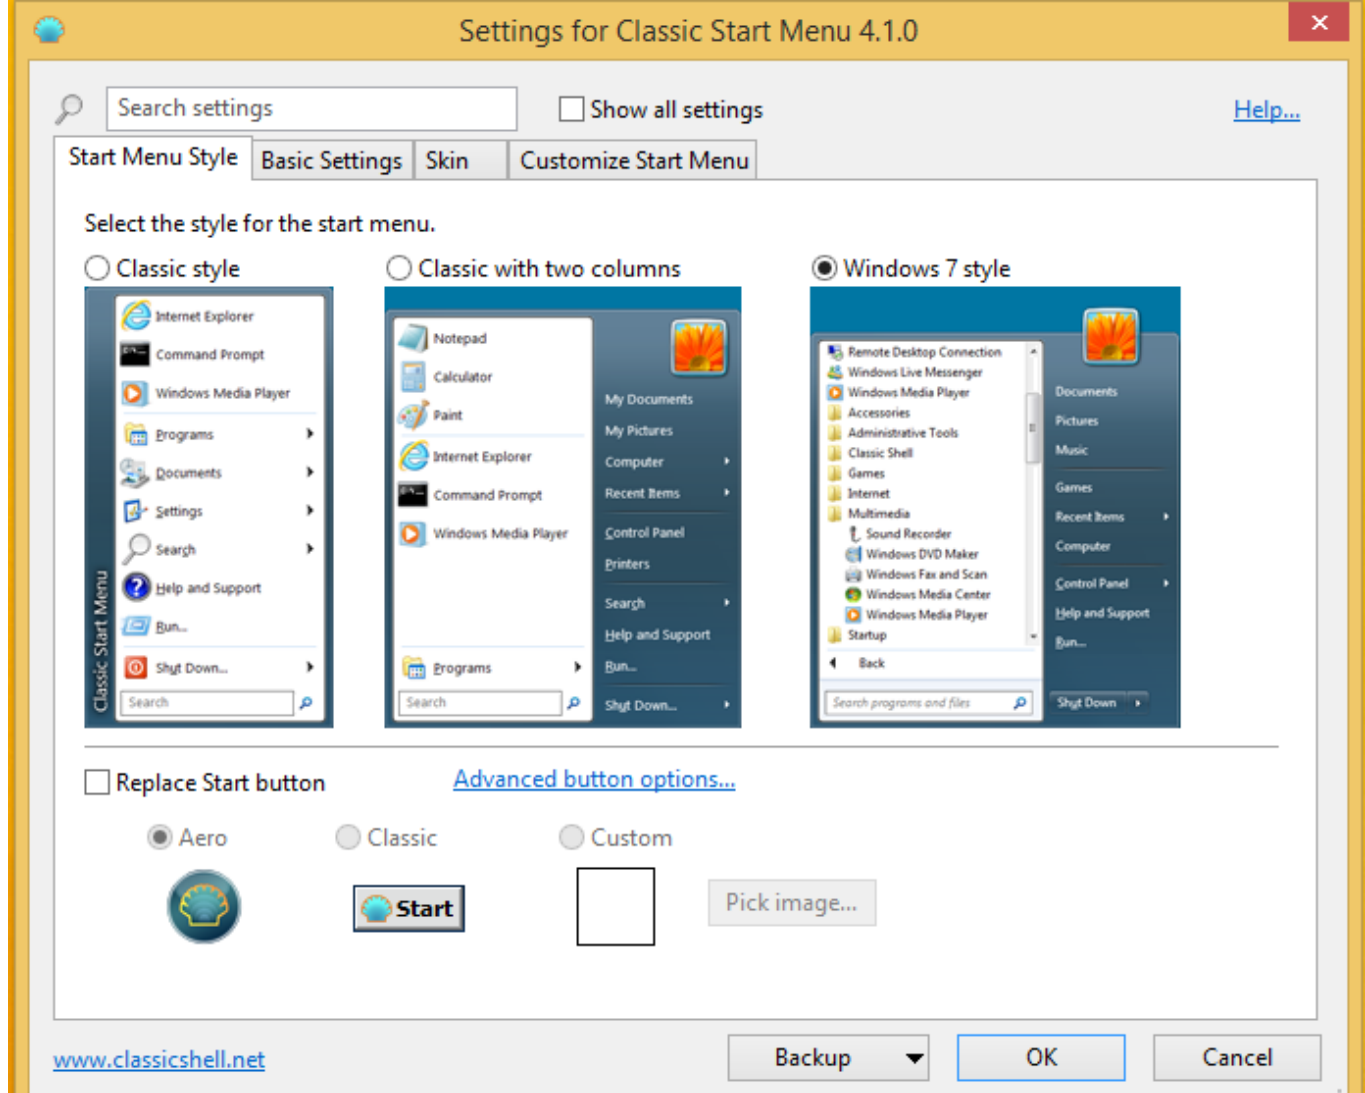 Settings for Classic Start Menu 4.1.0
Search settings
Show all settings
Help...
Start Menu Style
Basic Settings
Skin
Customize Start Menu
Select the style for the start menu.
Classic style
Internet Explorer
Command Prompt
Windows Media Player
Programs
Documents
Settings
Search
Help and Support
Run...
Shut Down...
Search
Classic Start Menu
Classic with two columns
Notepad
Calculator
Paint
Internet Explorer
Command Prompt
Windows Media Player
Programs
Search
My Documents
My Pictures
Computer
Recent Items
Control Panel
Printers
Search
Help and Support
Run...
Shut Down...
Windows 7 style
Remote Desktop Connection
Windows Live Messenger
Windows Media Player
Accessories
Administrative Tools
Classic Shell
Games
Internet
Multimedia
Sound Recorder
Windows DVD Maker
Windows Fax and Scan
Windows Media Center
Windows Media Player
Startup
Back
Search programs and files
Documents
Pictures
Music
Games
Recent Items
Computer
Control Panel
Help and Support
Run...
Shut Down
Replace Start button
Advanced button options...
Aero
Classic
Custom
Start
Pick image...
www.classicshell.net
Backup
OK
Cancel